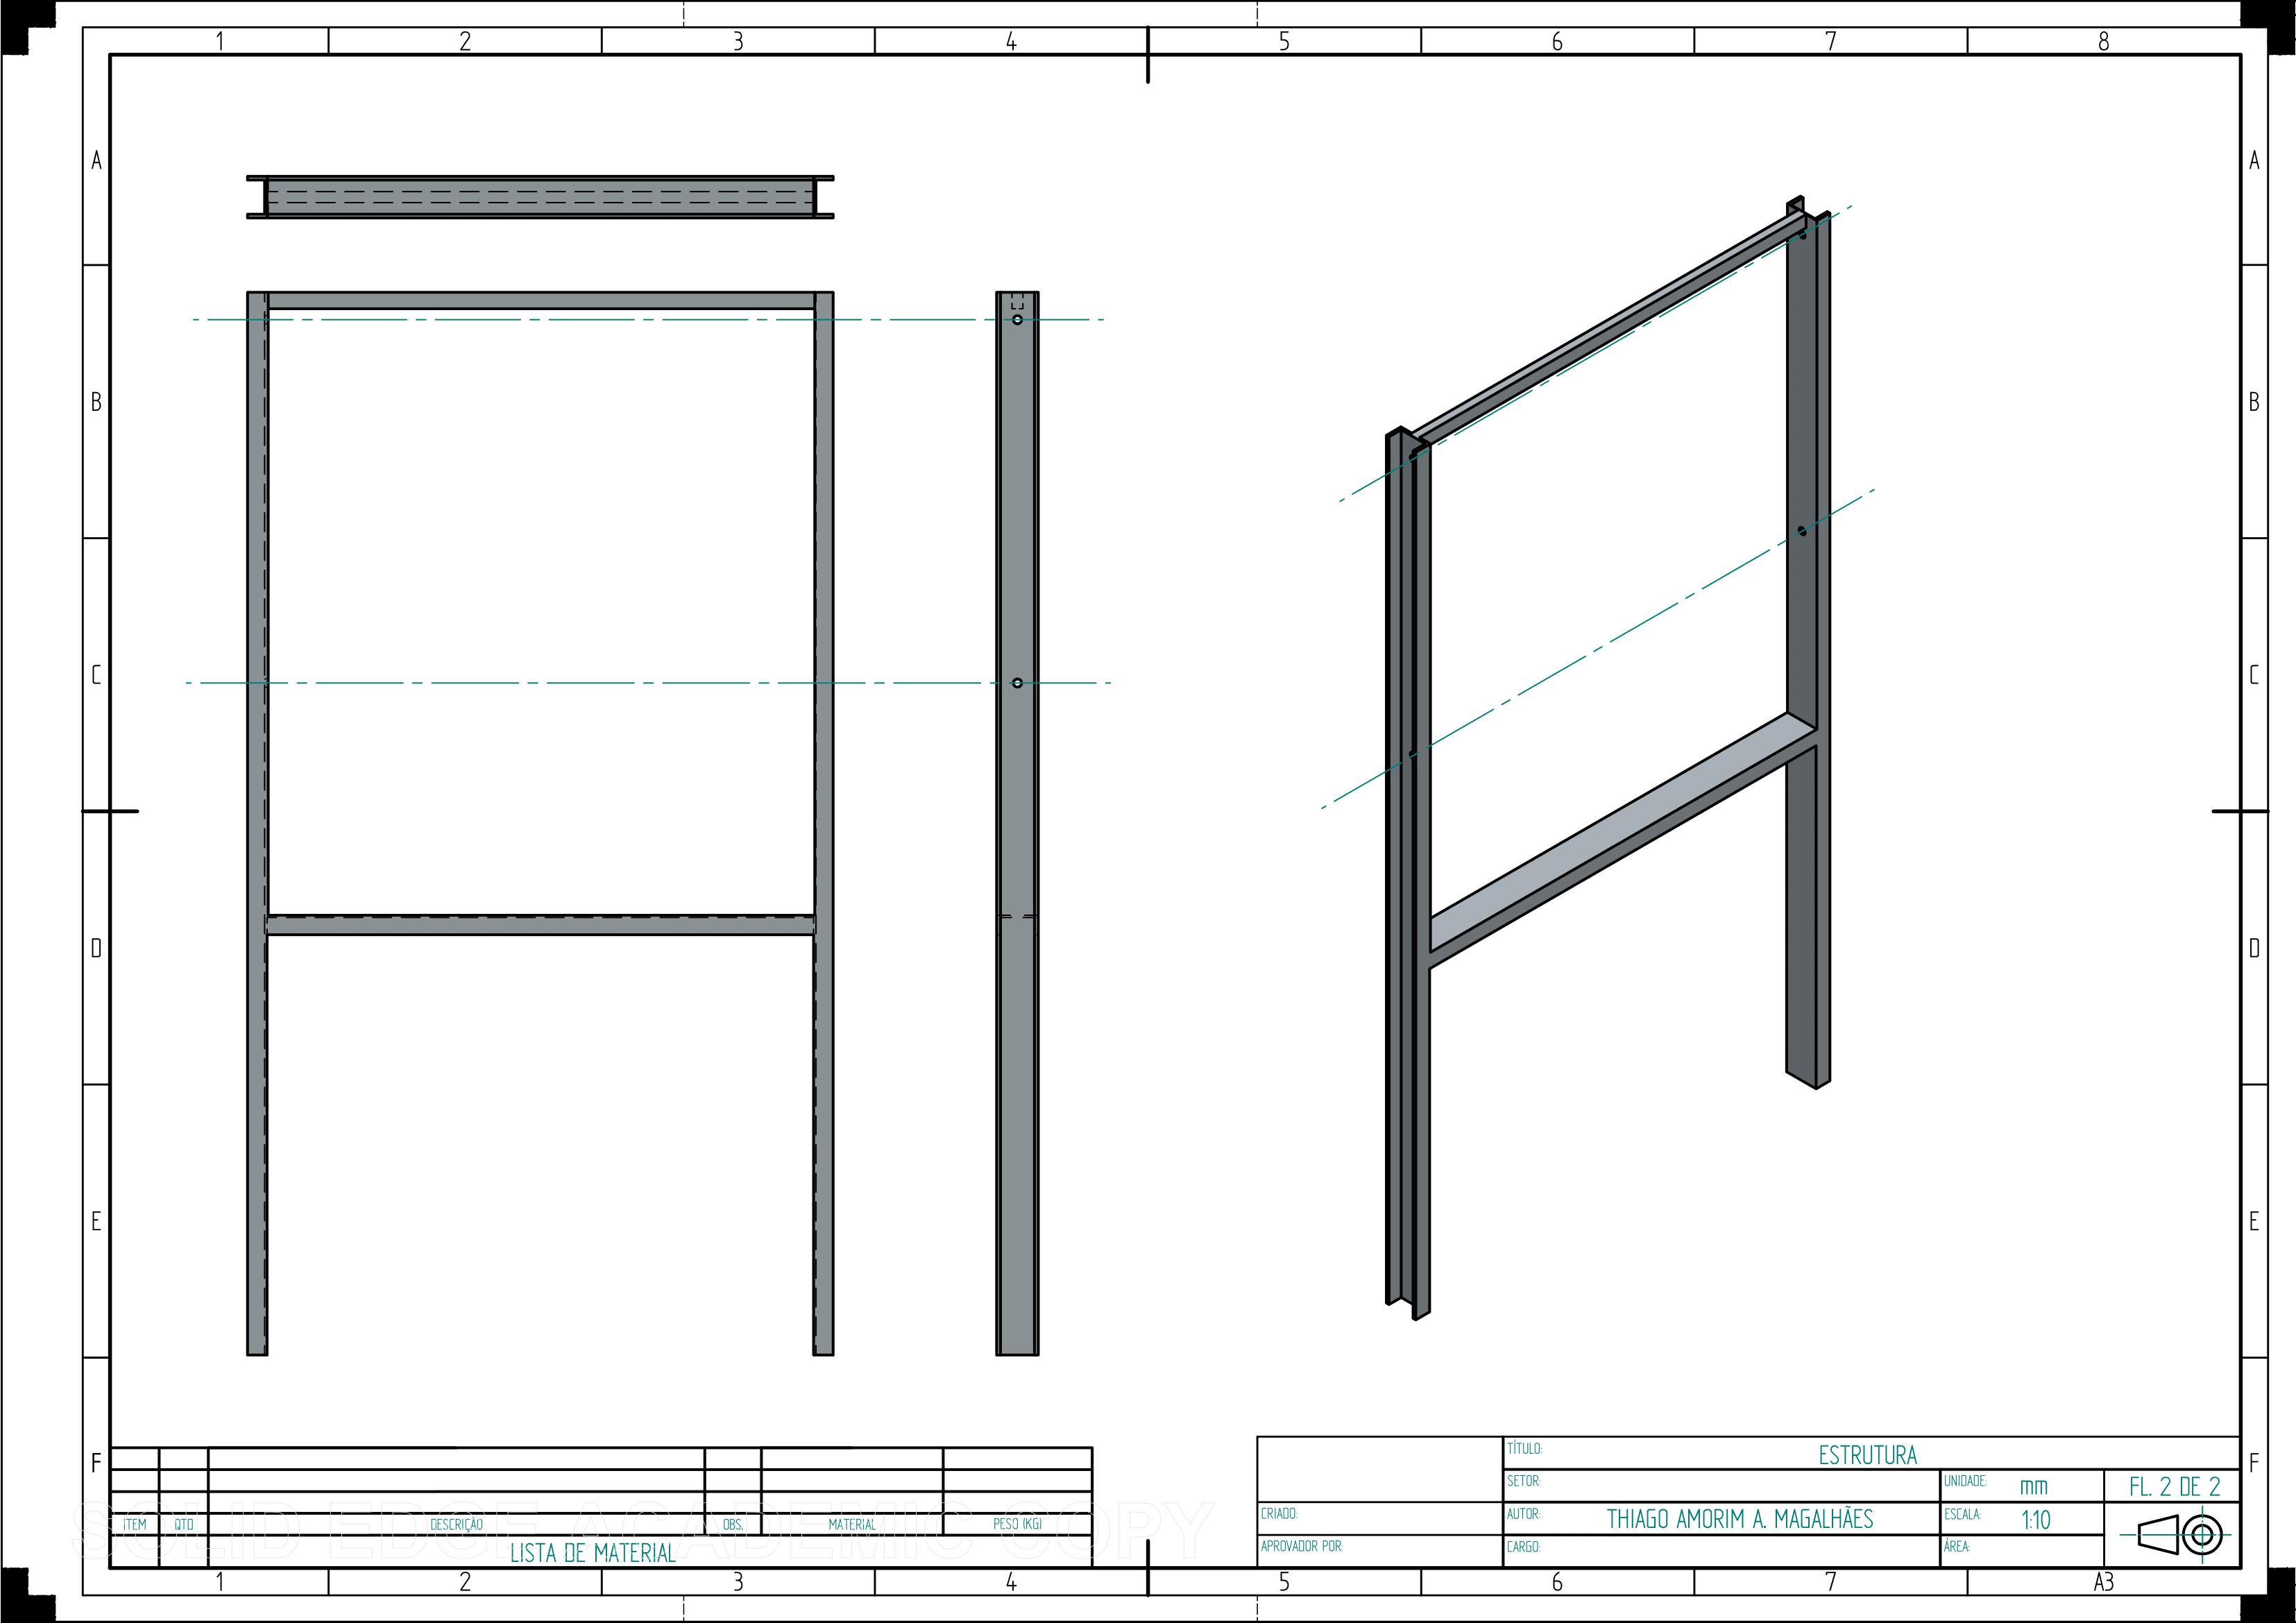 1 2 3 4 5 6 7 8
A A
B B
C C
D D
E E
F F
TÍTULO: ESTRUTURA
SETOR: UNIDADE: mm FL. 2 DE 2
CRIADO: AUTOR: THIAGO AMORIM A. MAGALHÃES ESCALA: 1:10
APROVADOR POR: CARGO: ÁREA:
SOLID EDGE ACADEMIC COPY
ITEM QTD DESCRIÇÃO OBS. MATERIAL PESO (KG)
LISTA DE MATERIAL
1 2 3 4 5 6 7 A3